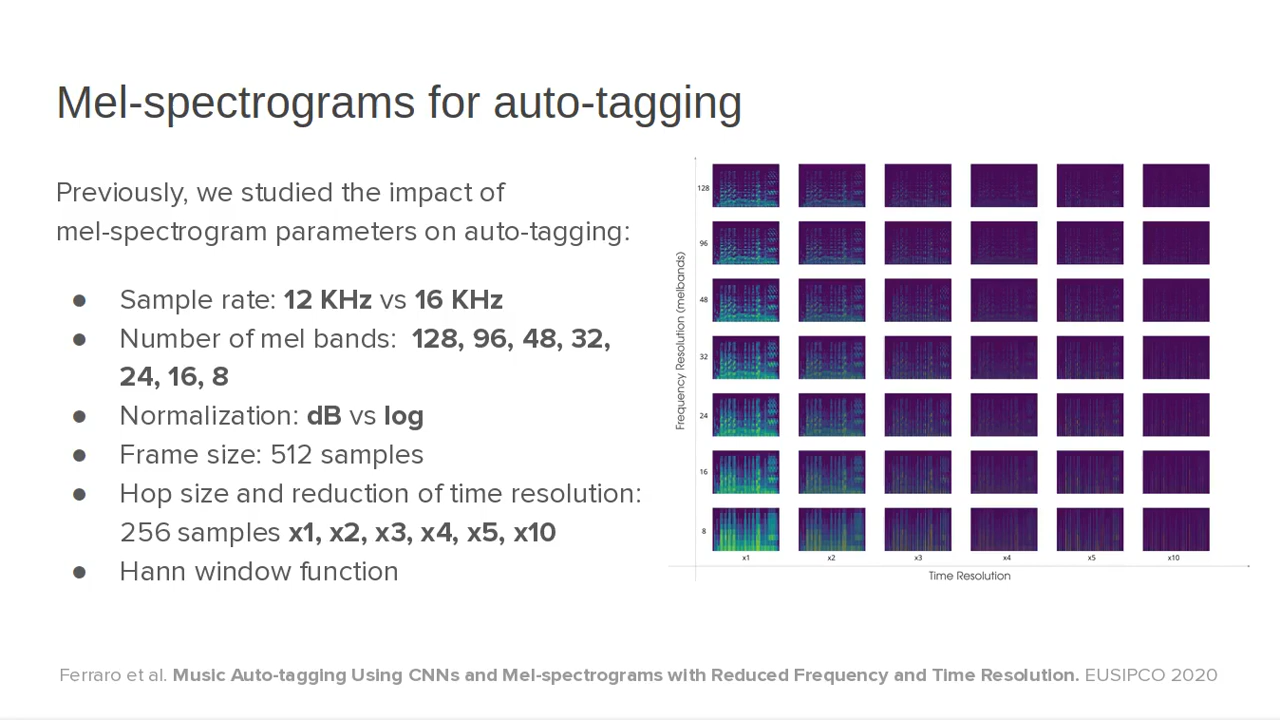 Mel-spectrograms for auto-tagging
Previously, we studied the impact of
mel-spectrogram parameters on auto-tagging:
● Sample rate: 12 KHz vs 16 KHz
● Number of mel bands: 128, 96, 48, 32,
24, 16, 8
● Normalization: dB vs log
● Frame size: 512 samples
● Hop size and reduction of time resolution:
256 samples x1, x2, x3, x4, x5, x10
● Hann window function
Frequency Resolution (melbands)
128
96
48
32
24
16
8
x1 x2 x3 x4 x5 x10
Time Resolution
Ferraro et al. Music Auto-tagging Using CNNs and Mel-spectrograms with Reduced Frequency and Time Resolution. EUSIPCO 2020